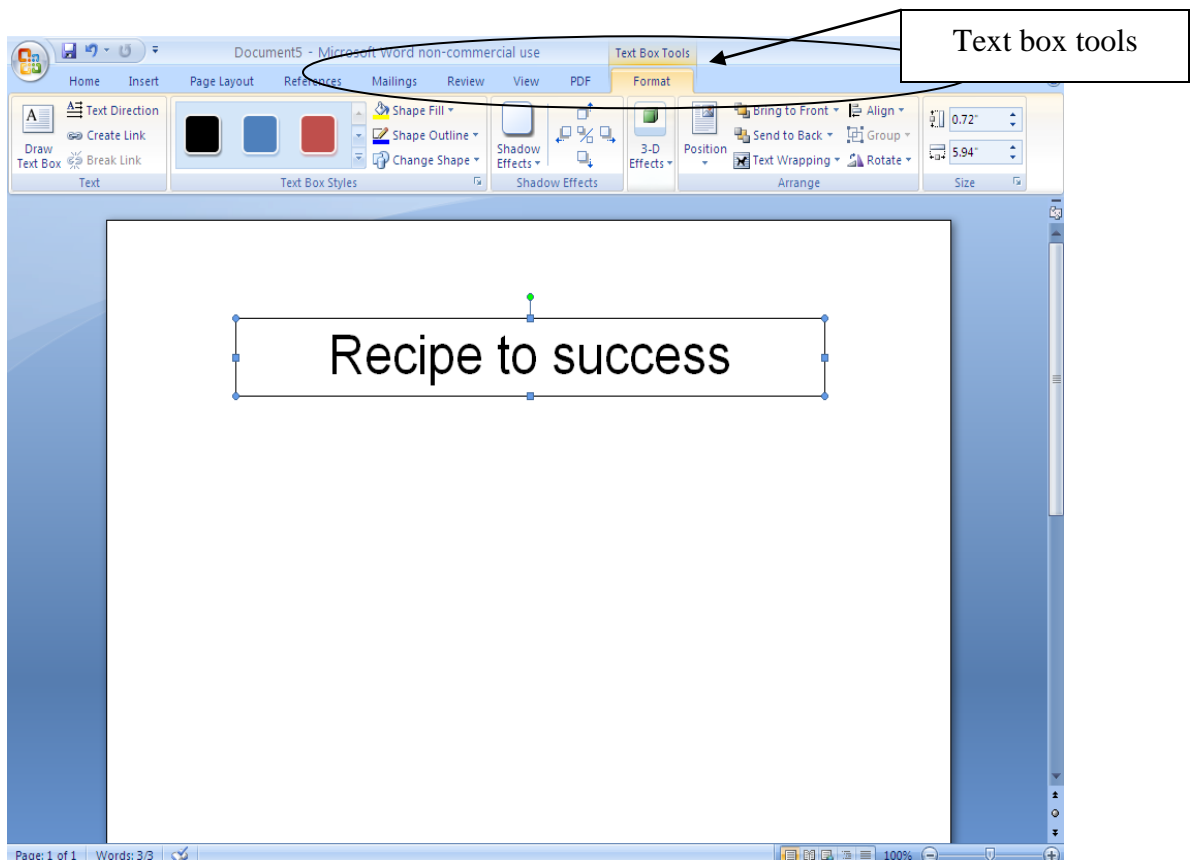 Text box tools
Document5 - Microsoft Word non-commercial use Text Box Tools
Home Insert Page Layout References Mailings Review View PDF Format
A Text Direction Shape Fill Bring to Front Align 0.72"
Create Link Shape Outline Send to Back Group
Draw Text Box Break Link Change Shape Shadow Effects 3-D Effects Position Text Wrapping Rotate 5.94"
Text Text Box Styles Shadow Effects Arrange Size
Recipe to success
Page: 1 of 1 Words: 3/3 100%